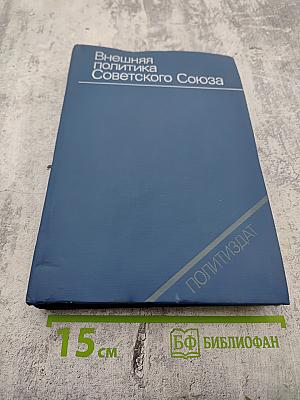 Внешняя
политика
Советского Союза
ПОЛИТИЗДАТ
15 см
БФ БИБЛИОФАН